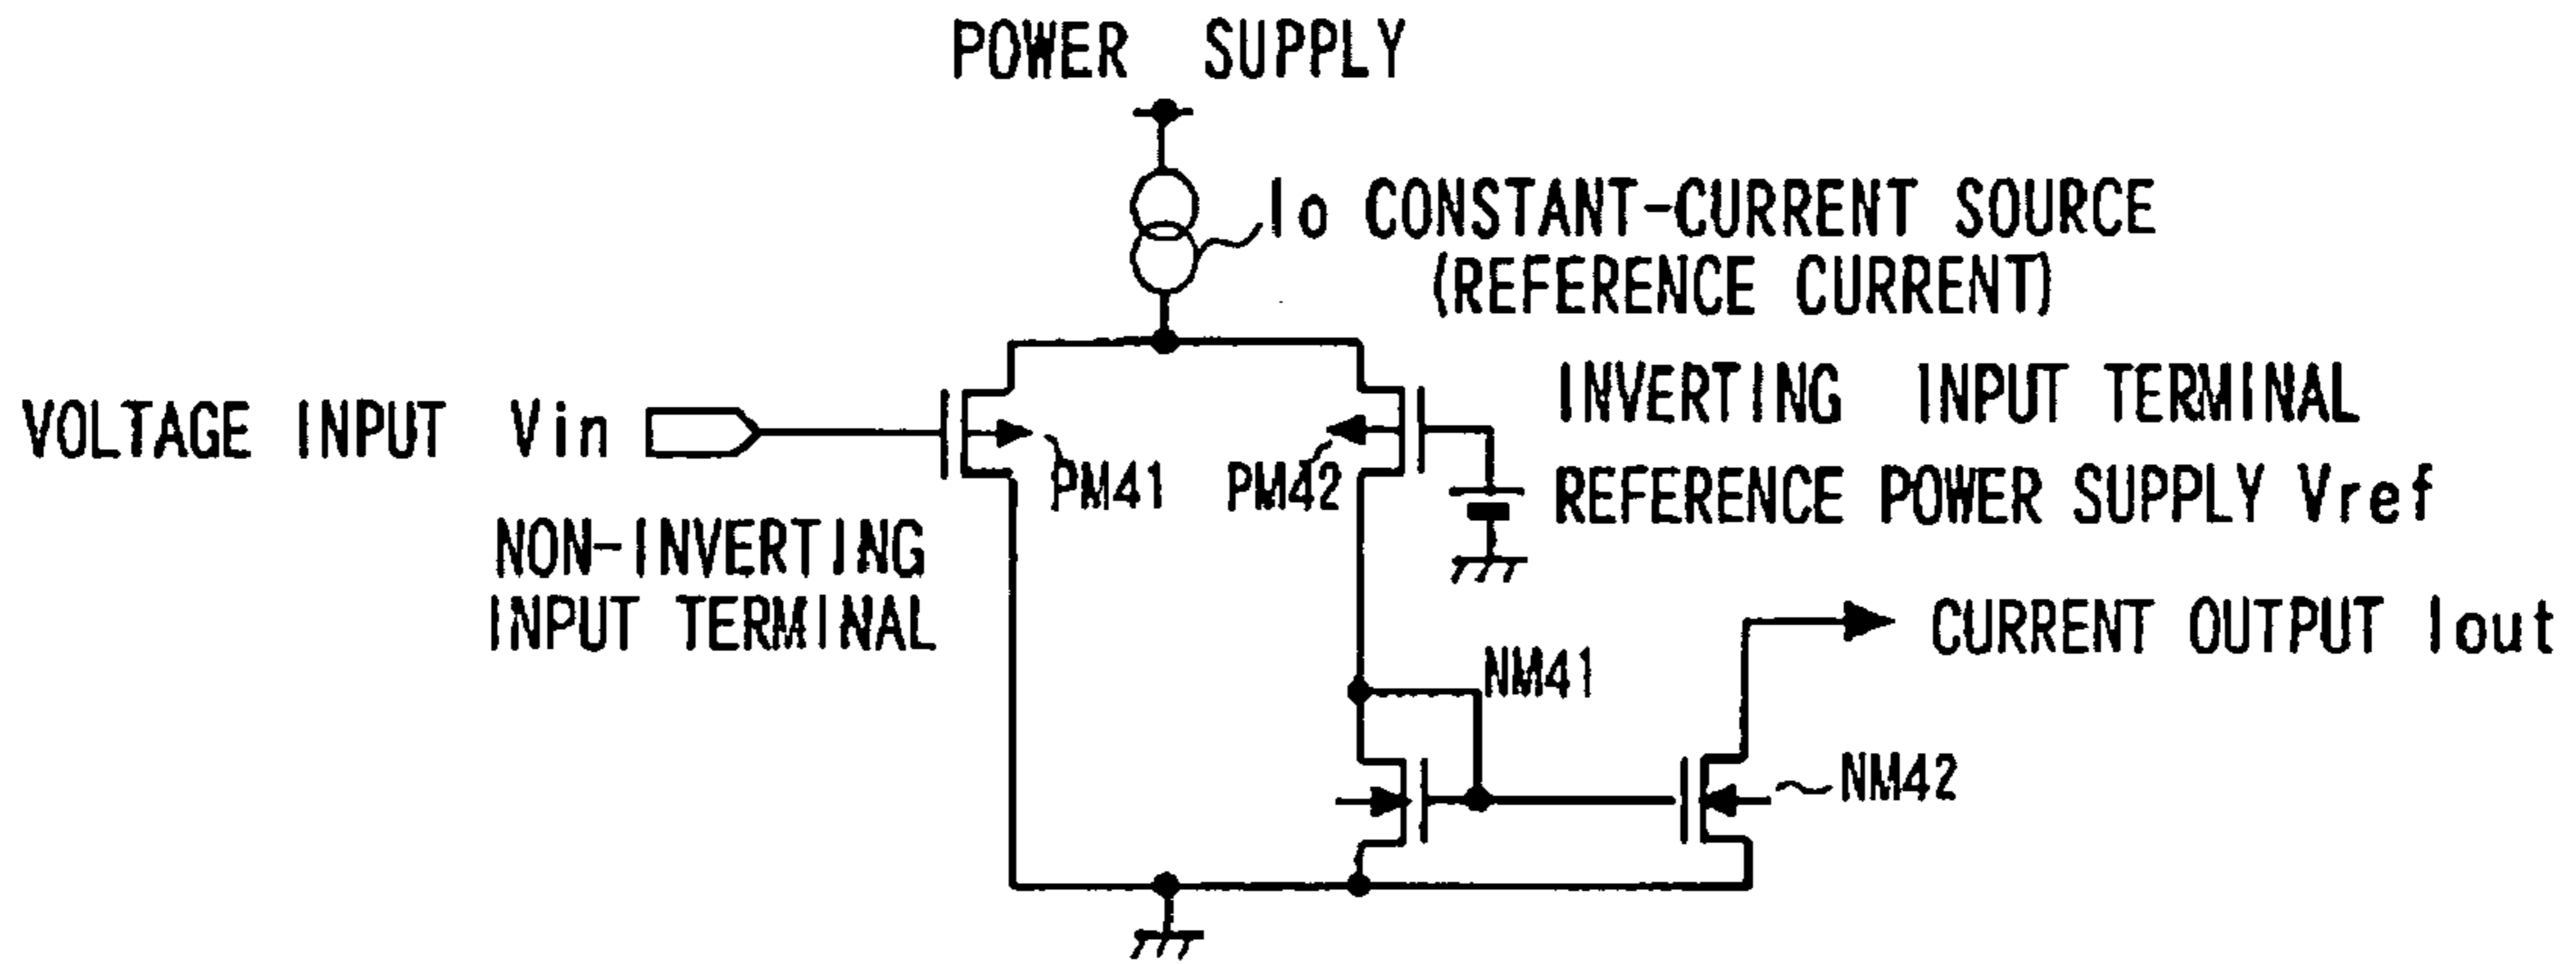 POWER SUPPLY
Io CONSTANT-CURRENT SOURCE
(REFERENCE CURRENT)
INVERTING INPUT TERMINAL
VOLTAGE INPUT Vin
PM41
PM42
REFERENCE POWER SUPPLY Vref
NON-INVERTING
INPUT TERMINAL
CURRENT OUTPUT Iout
NM41
NM42